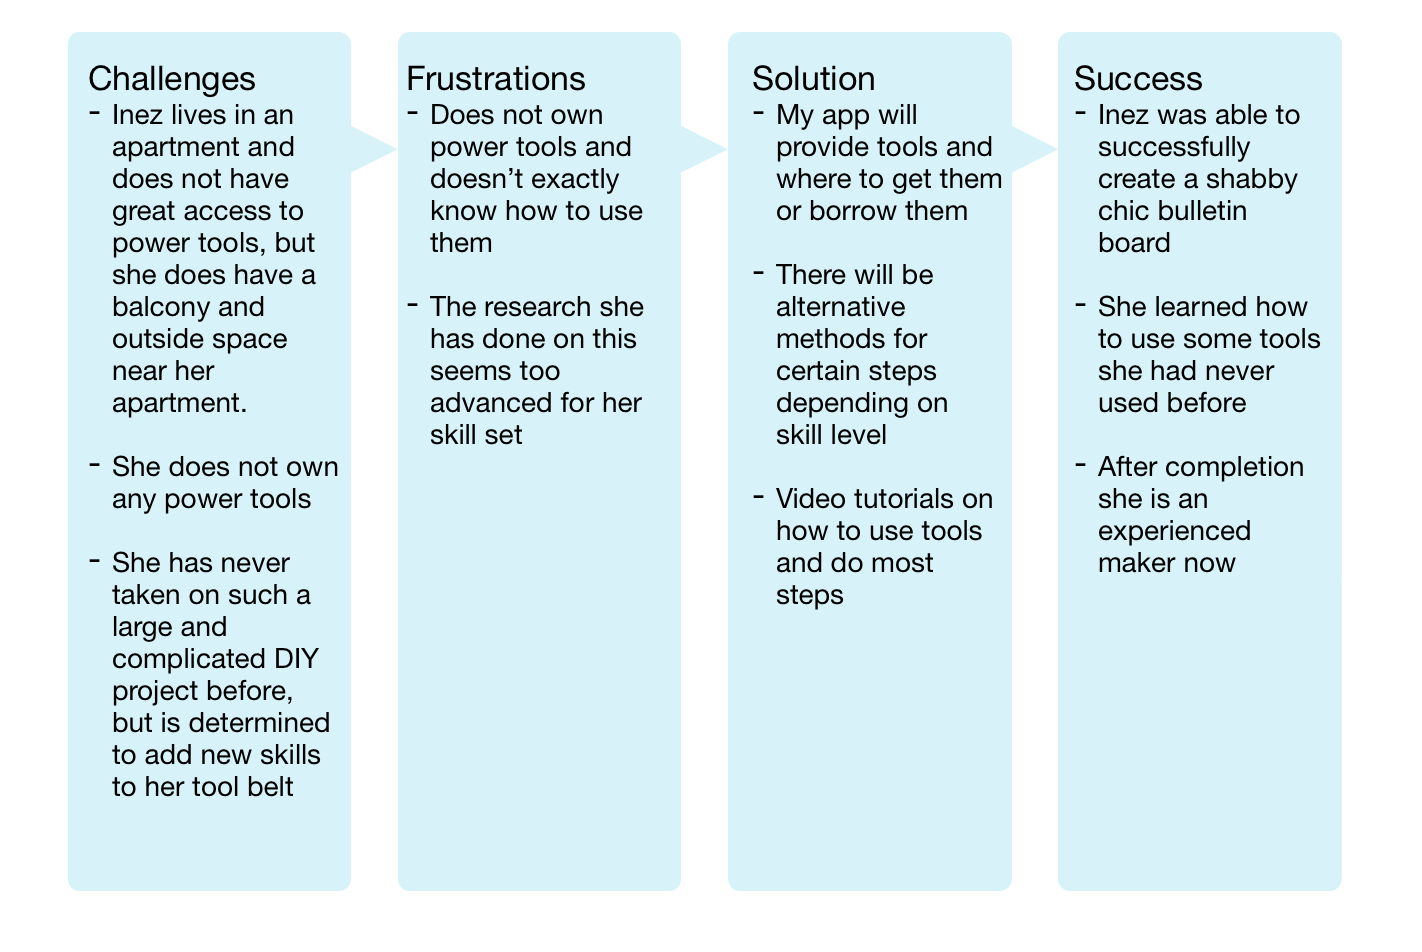 Challenges
- Inez lives in an
apartment and
does not have
great access to
power tools, but
she does have a
balcony and
outside space
near her
apartment.
- She does not own
any power tools
- She has never
taken on such a
large and
complicated DIY
project before,
but is determined
to add new skills
to her tool belt
Frustrations
- Does not own
power tools and
doesn’t exactly
know how to use
them
- The research she
has done on this
seems too
advanced for her
skill set
Solution
- My app will
provide tools and
where to get them
or borrow them
- There will be
alternative
methods for
certain steps
depending on
skill level
- Video tutorials on
how to use tools
and do most
steps
Success
- Inez was able to
successfully
create a shabby
chic bulletin
board
- She learned how
to use some tools
she had never
used before
- After completion
she is an
experienced
maker now